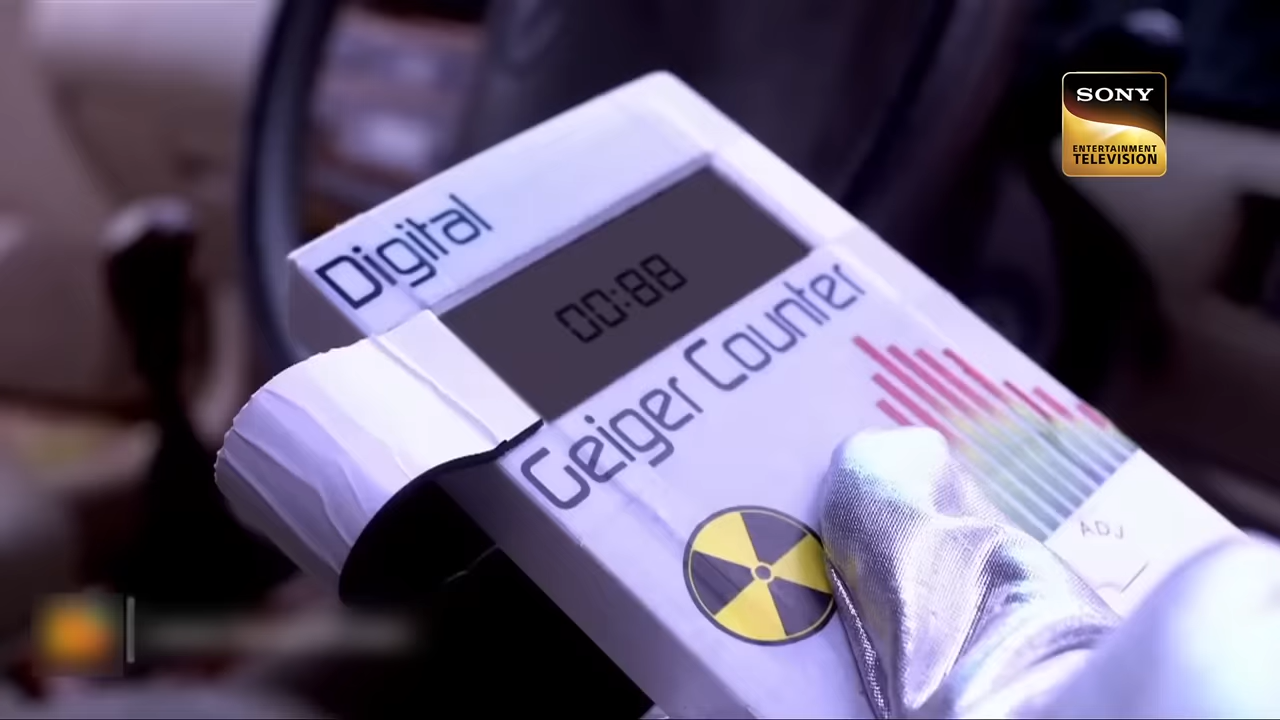 SONY
ENTERTAINMENT
TELEVISION
Digital
00:88
Geiger Counter
ADJ